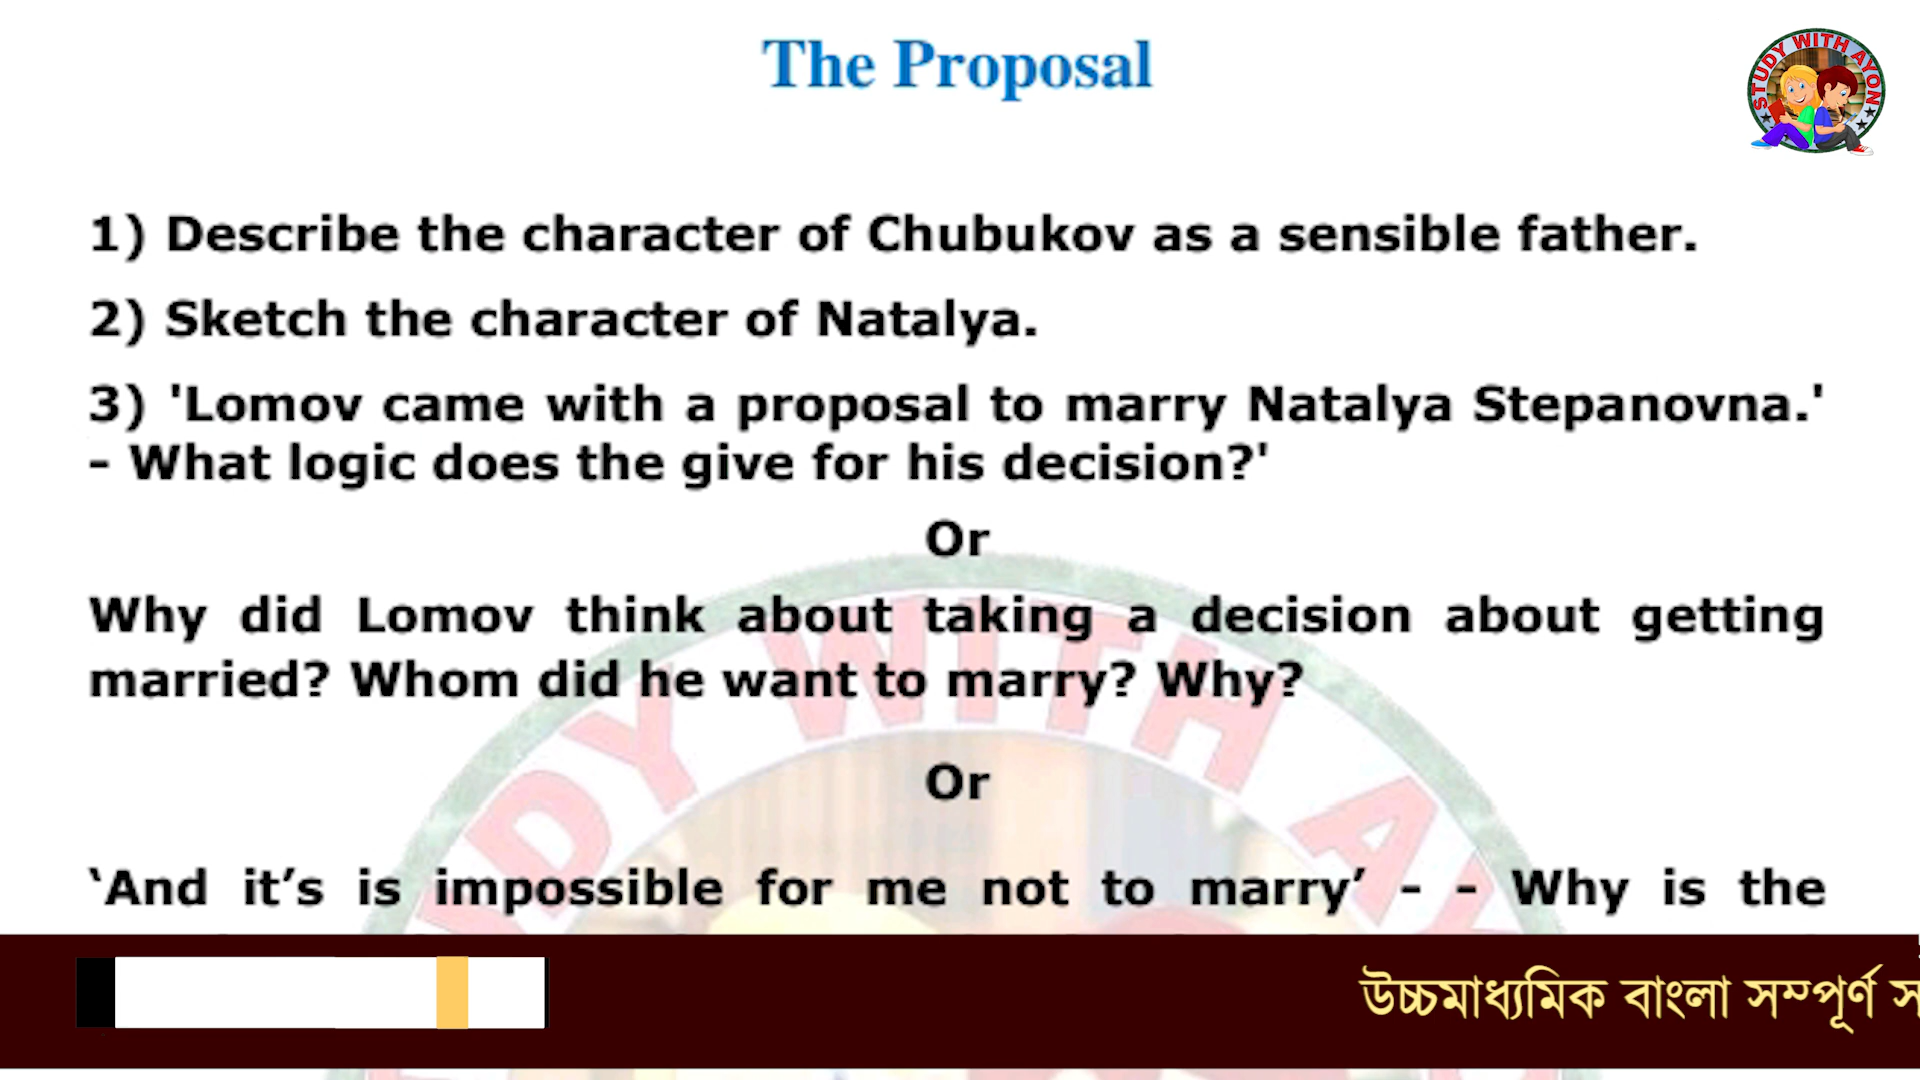 The Proposal
STUDY WITH AYON
1) Describe the character of Chubukov as a sensible father.
2) Sketch the character of Natalya.
3) 'Lomov came with a proposal to marry Natalya Stepanovna.'
- What logic does the give for his decision?'
Or
Why did Lomov think about taking a decision about getting
married? Whom did he want to marry? Why?
Or
‘And it’s is impossible for me not to marry’ - - Why is the
উচ্চমাধ্যমিক বাংলা সম্পূর্ণ